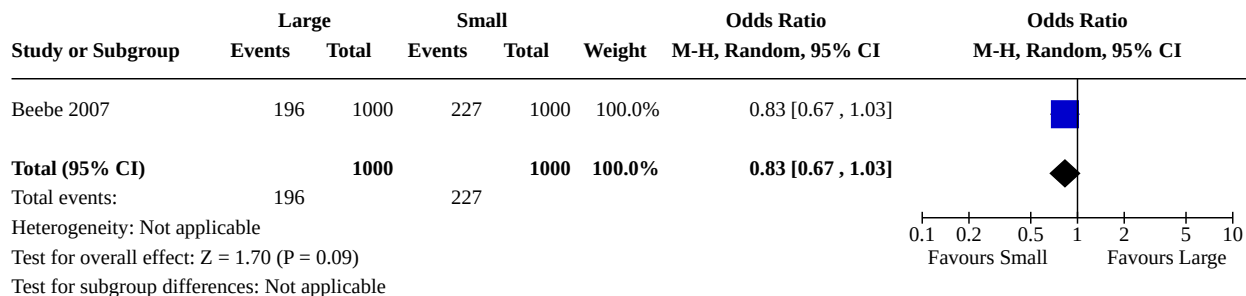 Large Small Odds Ratio Odds Ratio
Study or Subgroup Events Total Events Total Weight M-H, Random, 95% CI M-H, Random, 95% CI
Beebe 2007 196 1000 227 1000 100.0% 0.83 [0.67 , 1.03]
Total (95% CI) 1000 1000 100.0% 0.83 [0.67 , 1.03]
Total events: 196 227
Heterogeneity: Not applicable
0.1 0.2 0.5 1 2 5 10
Test for overall effect: Z = 1.70 (P = 0.09) Favours Small Favours Large
Test for subgroup differences: Not applicable